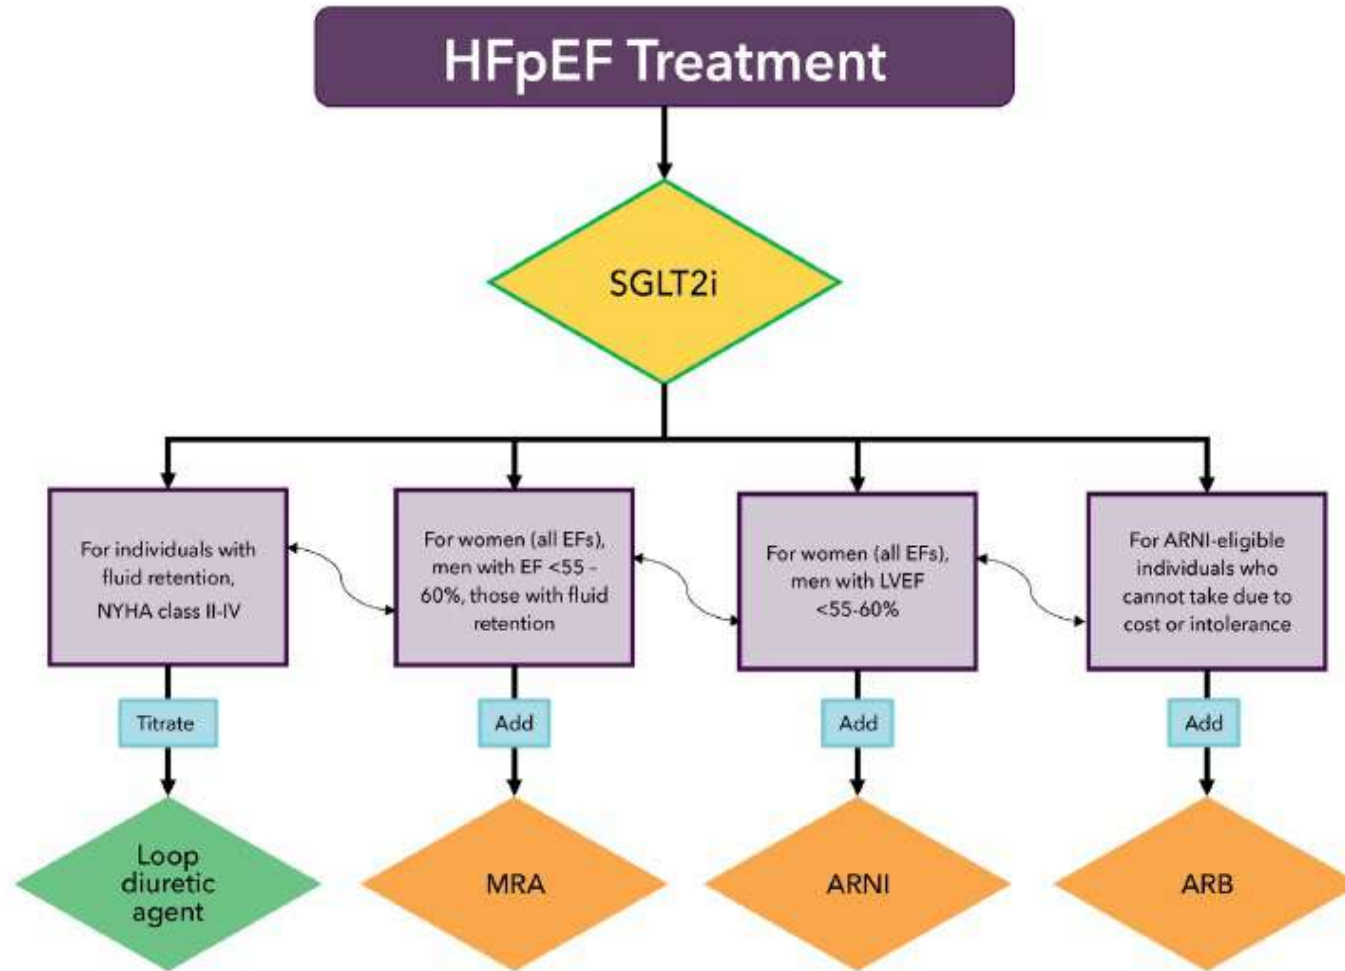 HFpEF Treatment
SGLT2i
For individuals with
fluid retention,
NYHA class II-IV
For women (all EFs),
men with EF <55 -
60%, those with fluid
retention
For women (all EFs),
men with LVEF
<55-60%
For ARNI-eligible
individuals who
cannot take due to
cost or intolerance
Titrate
Add
Add
Add
Loop
diuretic
agent
MRA
ARNI
ARB